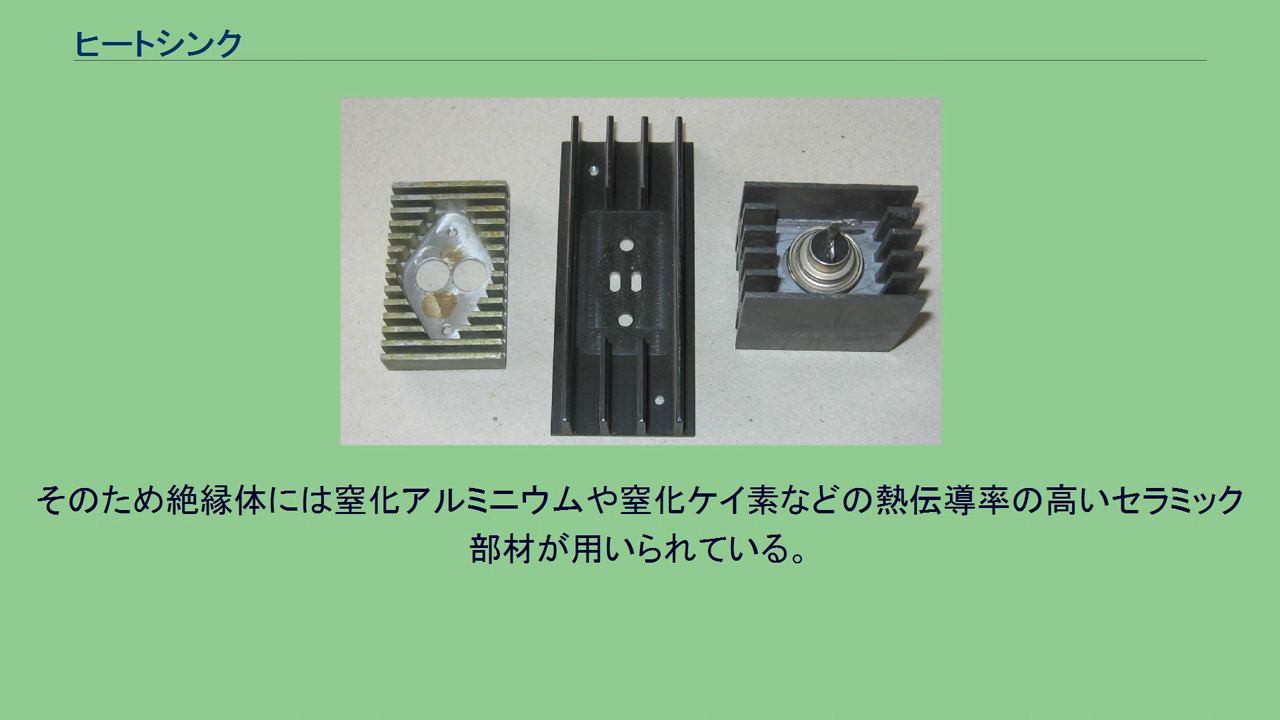 ヒートシンク
そのため絶縁体には窒化アルミニウムや窒化ケイ素などの熱伝導率の高いセラミック
部材が用いられている。